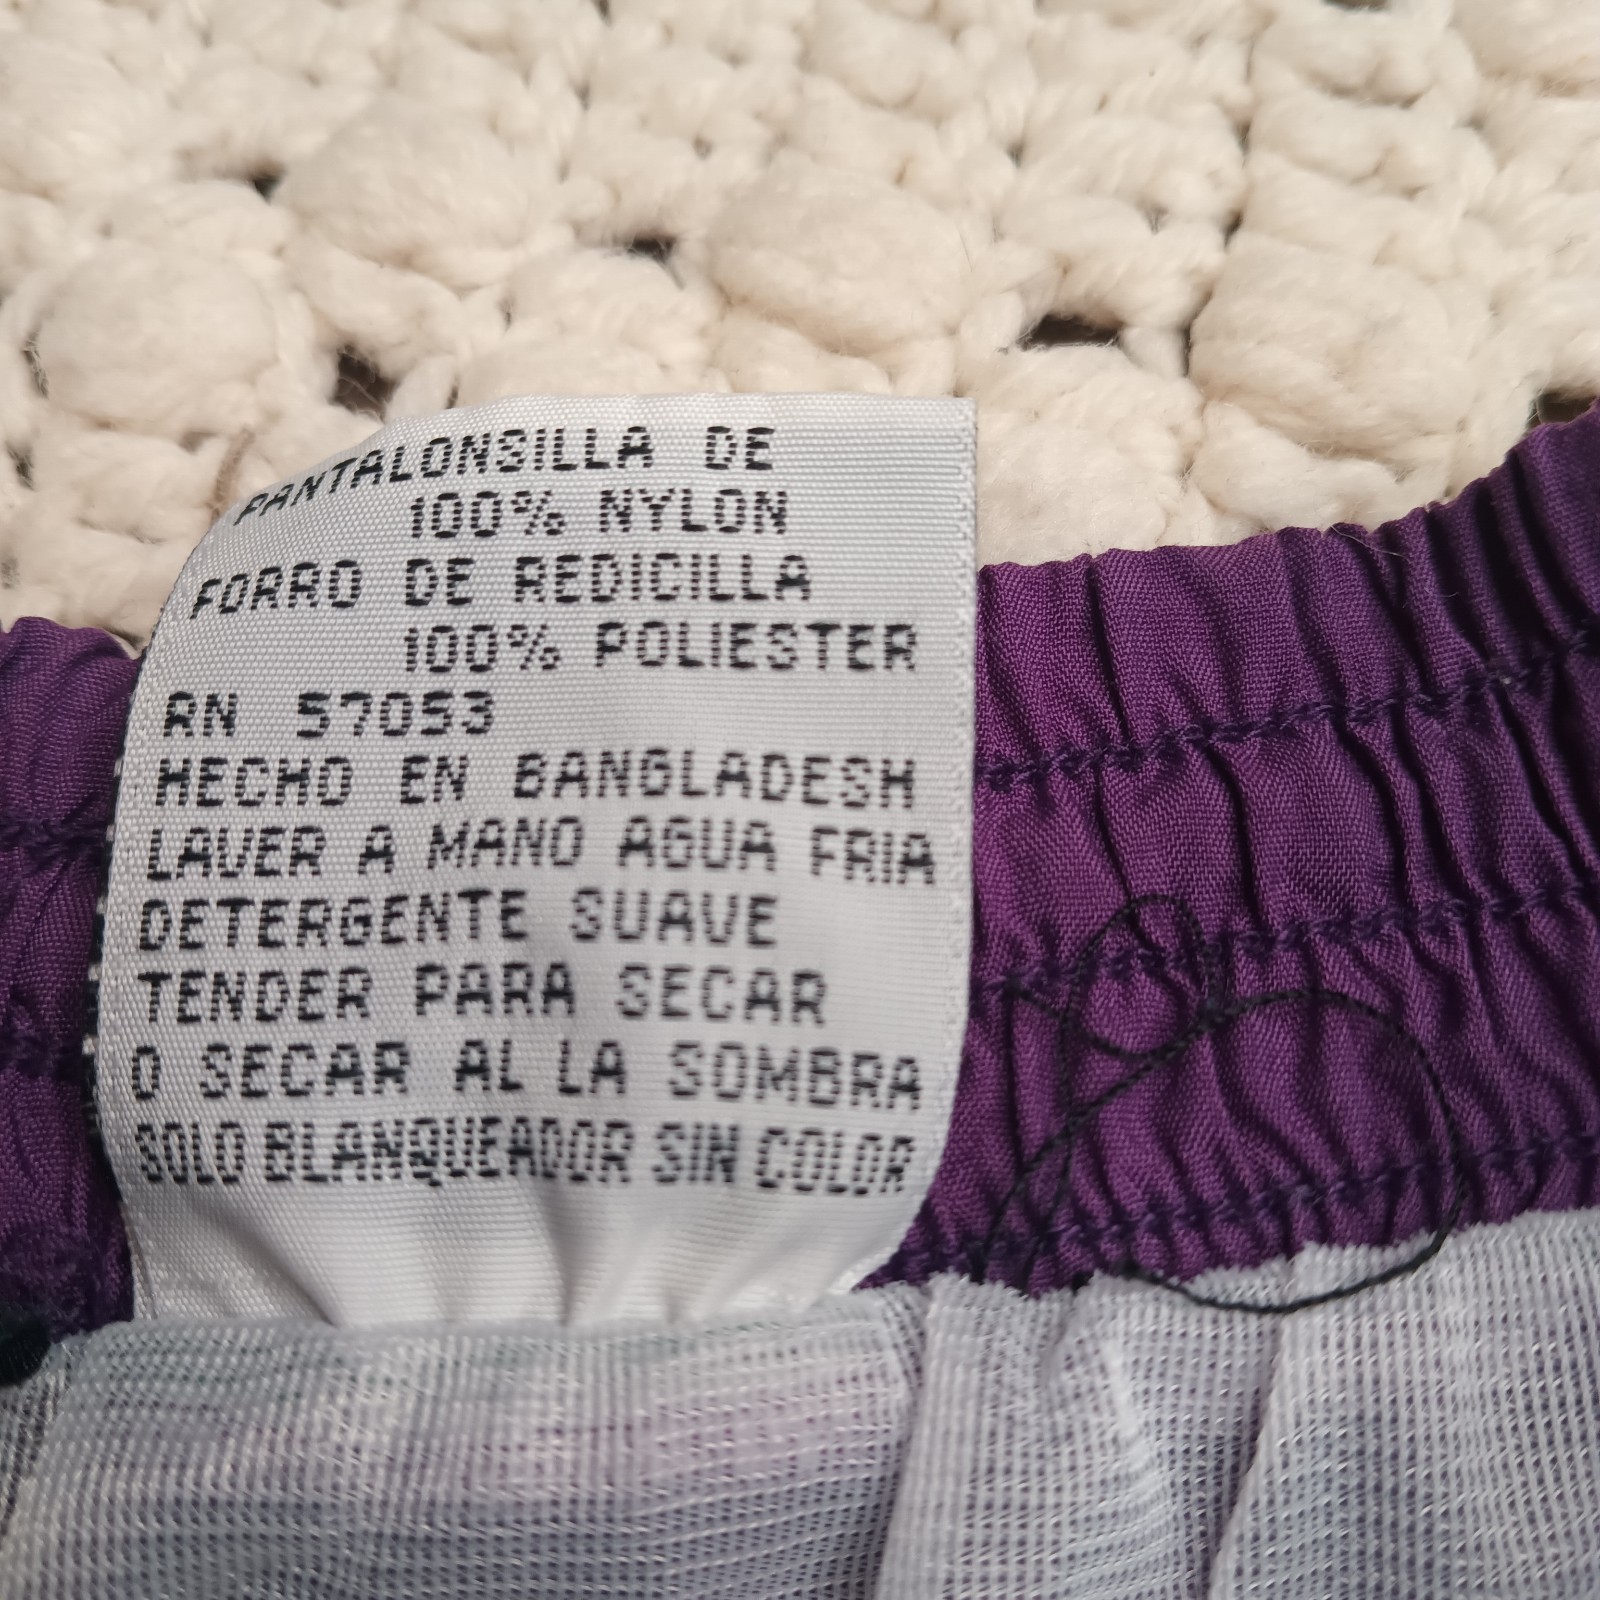 PANTALONSILLA DE
100% NYLON
FORRO DE REDICILLA
100% POLIESTER
RN 57053
HECHO EN BANGLADESH
LAVER A MANO AGUA FRIA
DETERGENTE SUAVE
TENDER PARA SECAR
O SECAR AL LA SOMBRA
SOLO BLANQUEADOR SIN COLOR